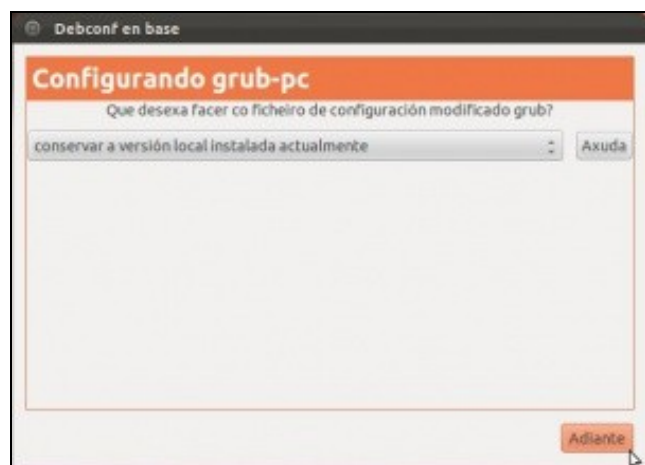 Debconf en base
Configurando grub-pc
Que desexa facer co ficheiro de configuración modificado grub?
conservar a versión local instalada actualmente
Axuda
Adiante